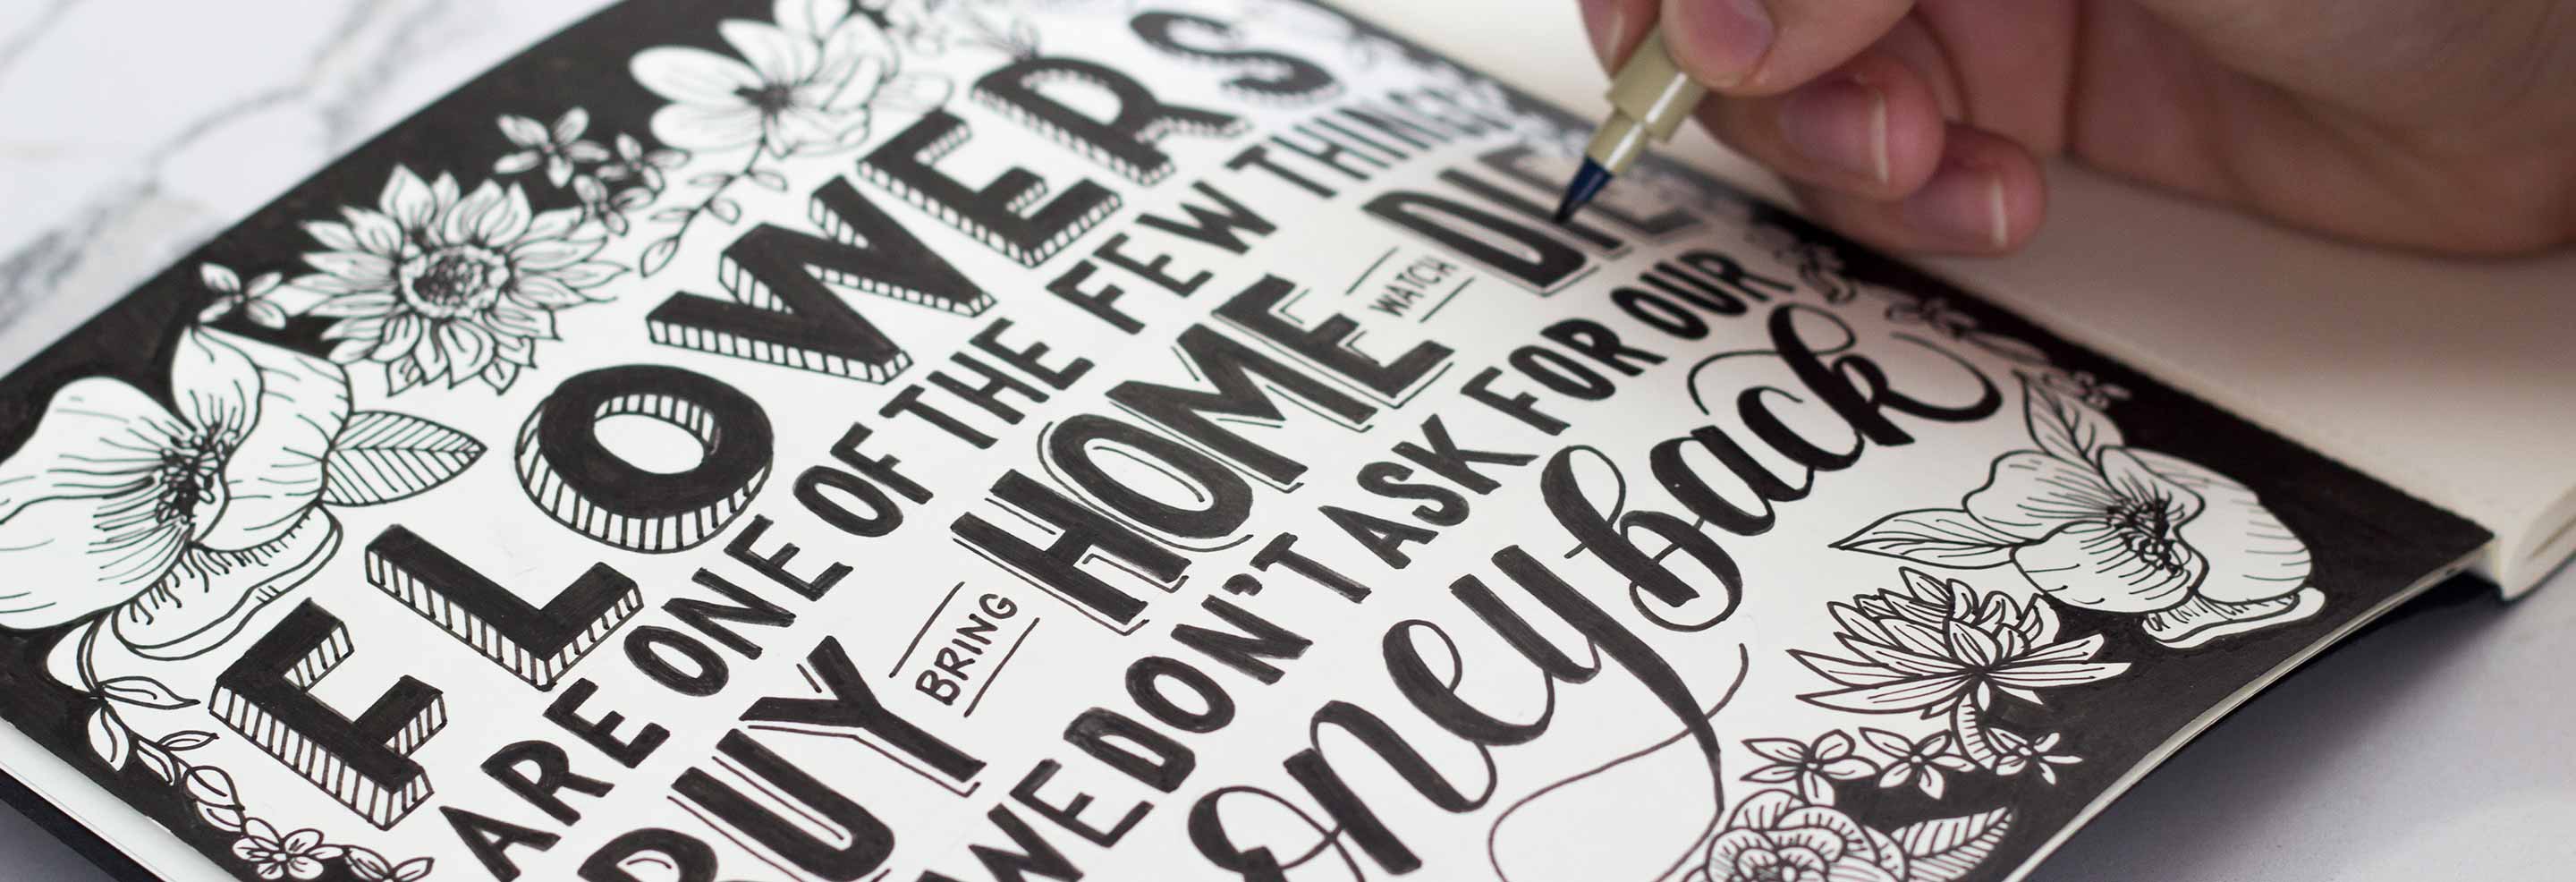 FLOWERS
ARE ONE OF THE FEW THINGS
BUY BRING HOME WATCH DIE
WE DON'T ASK FOR OUR
oney back